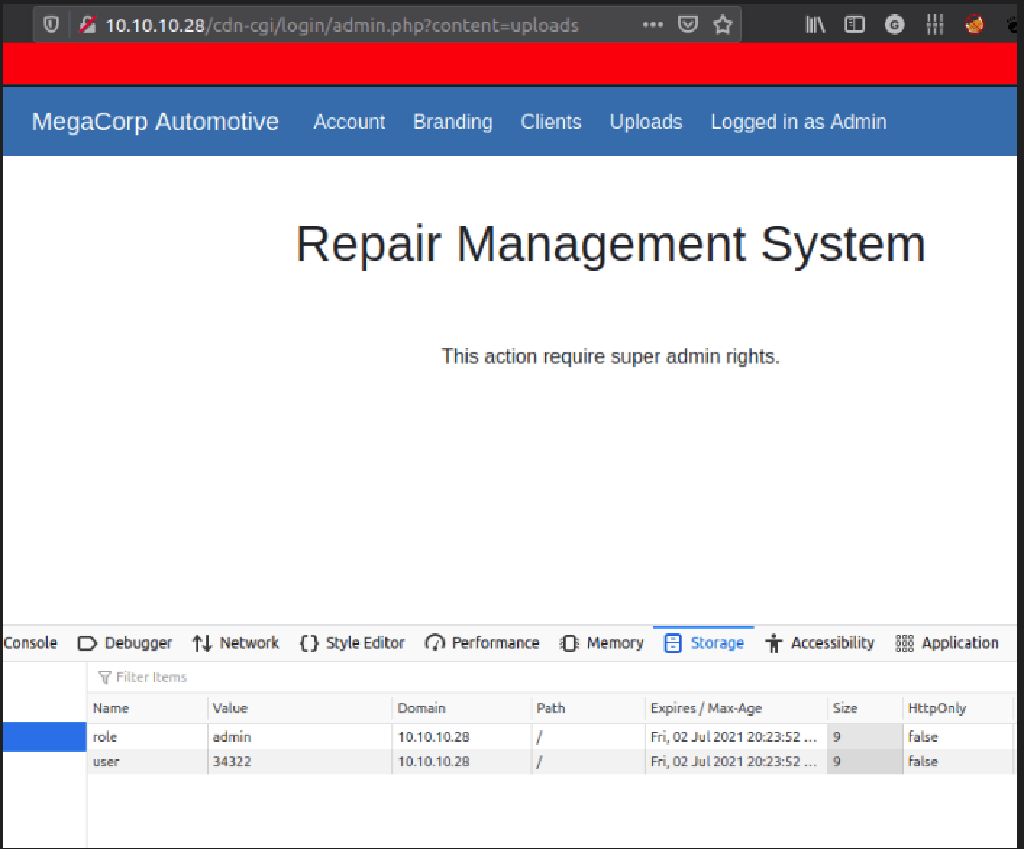 10.10.10.28/cdn-cgi/login/admin.php?content=uploads
MegaCorp Automotive Account Branding Clients Uploads Logged in as Admin
Repair Management System
This action require super admin rights.
Console Debugger Network Style Editor Performance Memory Storage Accessibility Application
Filter Items
Name Value Domain Path Expires / Max-Age Size HttpOnly
role admin 10.10.10.28 / Fri, 02 Jul 2021 20:23:52 ... 9 false
user 34322 10.10.10.28 / Fri, 02 Jul 2021 20:23:52 ... 9 false